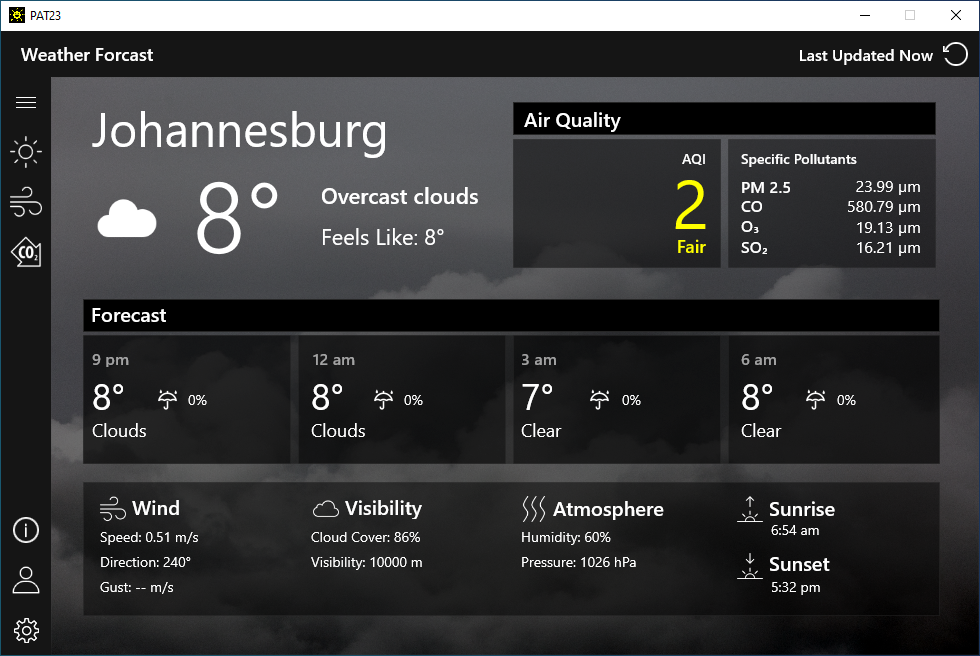 PAT23
Weather Forcast
Last Updated Now
Johannesburg
8°
Overcast clouds
Feels Like: 8°
Air Quality
AQI
2
Fair
Specific Pollutants
PM 2.5 23.99 µm
CO 580.79 µm
O₃ 19.13 µm
SO₂ 16.21 µm
CO₂
Forecast
9 pm
8° 0%
Clouds
12 am
8° 0%
Clouds
3 am
7° 0%
Clear
6 am
8° 0%
Clear
Wind
Speed: 0.51 m/s
Direction: 240°
Gust: -- m/s
Visibility
Cloud Cover: 86%
Visibility: 10000 m
Atmosphere
Humidity: 60%
Pressure: 1026 hPa
Sunrise
6:54 am
Sunset
5:32 pm